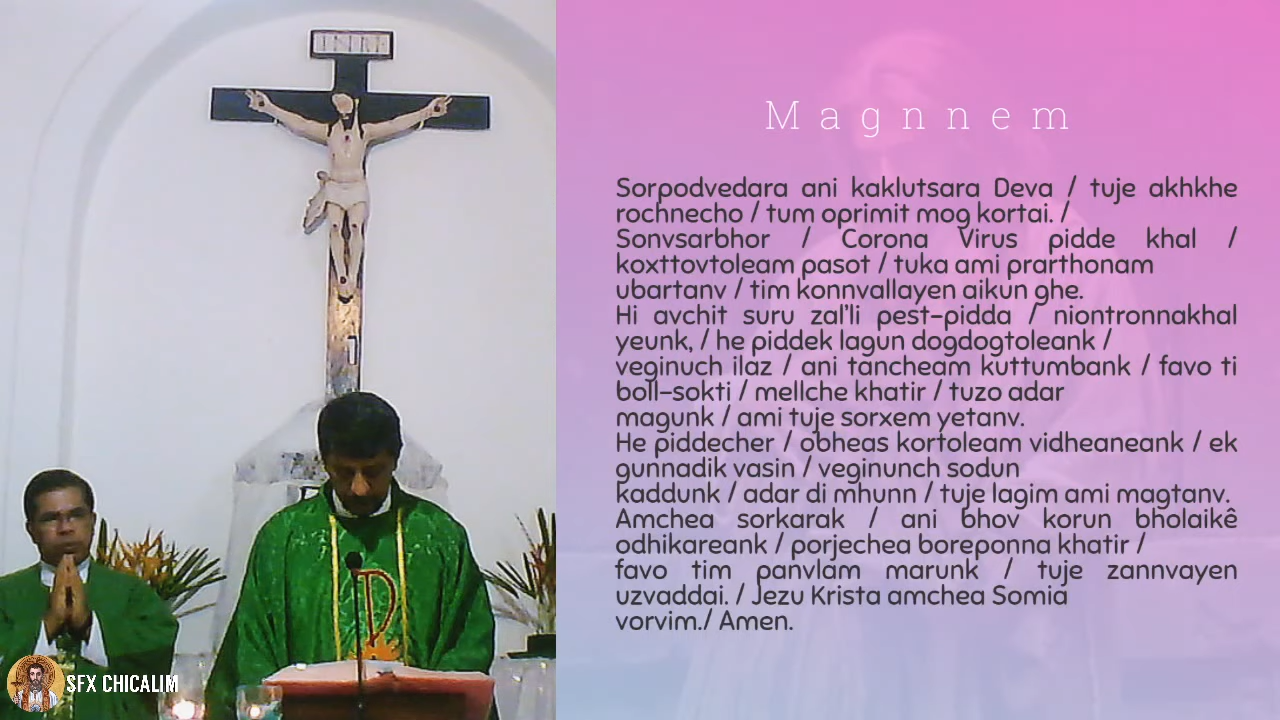 INRI
Magnnem
Sorpodvedara ani kaklutsara Deva / tuje akhkhe
rochnecho / tum oprimit mog kortai. /
Sonvsarbhor / Corona Virus pidde khal /
koxttovtoleam pasot / tuka ami prarthonam
ubartanv / tim konnvallayen aikun ghe.
Hi avchit suru zal'li pest-pidda / niontronnakhal
yeunk, / he piddek lagun dogdogtoleank /
veginuch ilaz / ani tancheam kuttumbank / favo ti
boll-sokti / mellche khatir / tuzo adar
magunk / ami tuje sorxem yetanv.
He piddecher / obheas kortoleam vidheaneank / ek
gunnadik vasin / veginunch sodun
kaddunk / adar di mhunn / tuje lagim ami magtanv.
Amchea sorkarak / ani bhov korun bholaikê
odhikareank / porjechea boreponna khatir /
favo tim panvlam marunk / tuje zannvayen
uzvaddai. / Jezu Krista amchea Somia
vorvim./ Amen.
SFX CHICALIM